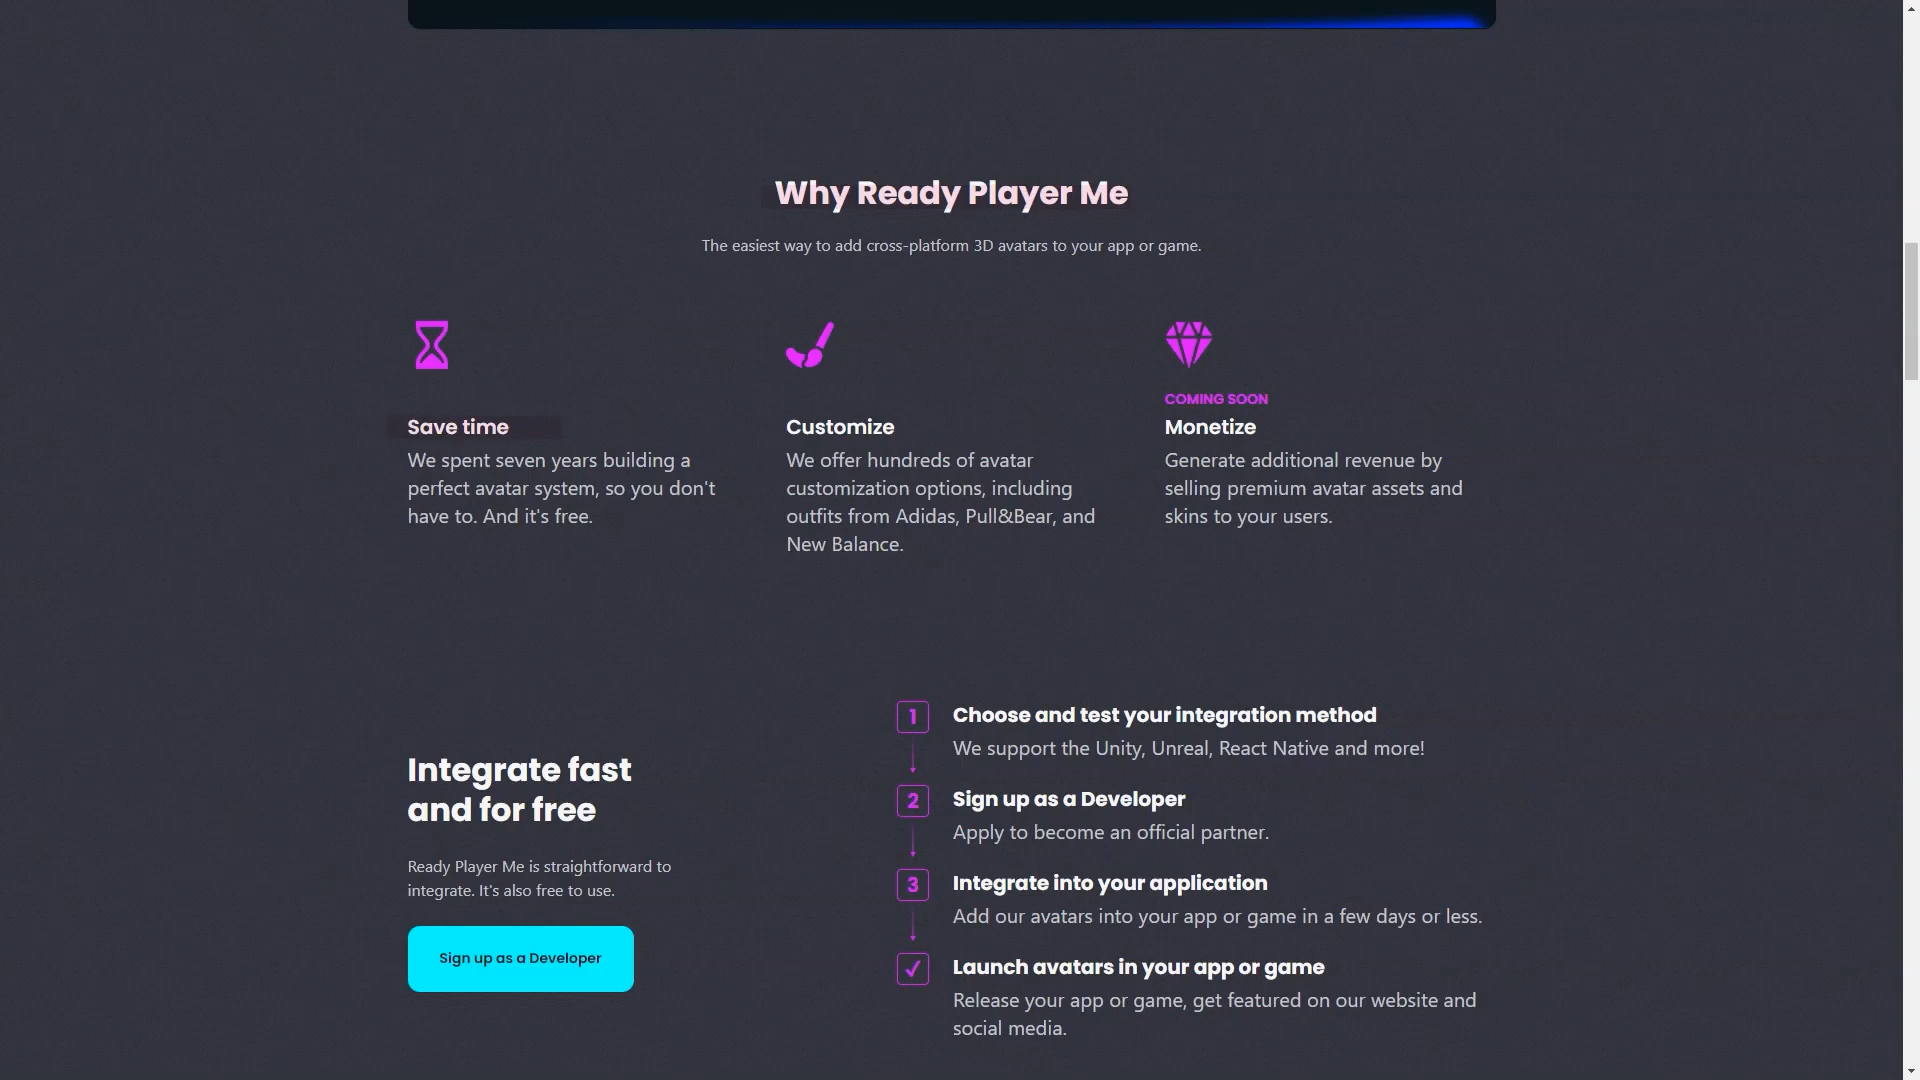 Why Ready Player Me
The easiest way to add cross-platform 3D avatars to your app or game.
Save time
We spent seven years building a
perfect avatar system, so you don't
have to. And it's free.
Customize
We offer hundreds of avatar
customization options, including
outfits from Adidas, Pull&Bear, and
New Balance.
COMING SOON
Monetize
Generate additional revenue by
selling premium avatar assets and
skins to your users.
Integrate fast
and for free
Ready Player Me is straightforward to
integrate. It's also free to use.
Sign up as a Developer
1
Choose and test your integration method
We support the Unity, Unreal, React Native and more!
2
Sign up as a Developer
Apply to become an official partner.
3
Integrate into your application
Add our avatars into your app or game in a few days or less.
Launch avatars in your app or game
Release your app or game, get featured on our website and
social media.